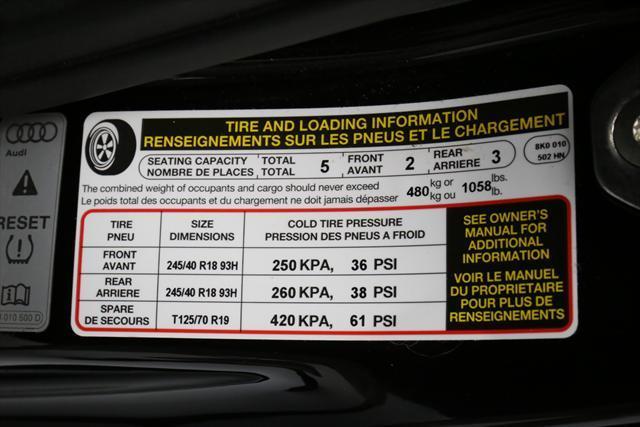 Audi
RESET
010 500 D
TIRE AND LOADING INFORMATION
RENSEIGNEMENTS SUR LES PNEUS ET LE CHARGEMENT
SEATING CAPACITY TOTAL 5 FRONT 2 REAR 3
NOMBRE DE PLACES TOTAL AVANT ARRIERE
8K0 010
502 HN
The combined weight of occupants and cargo should never exceed 480 kg or 1058 lbs.
Le poids total des occupants et du chargement ne doit jamais dépasser kg ou lb.
TIRE SIZE COLD TIRE PRESSURE
PNEU DIMENSIONS PRESSION DES PNEUS A FROID
FRONT
AVANT 245/40 R18 93H 250 KPA, 36 PSI
REAR
ARRIERE 245/40 R18 93H 260 KPA, 38 PSI
SPARE
DE SECOURS T125/70 R19 420 KPA, 61 PSI
SEE OWNER'S
MANUAL FOR
ADDITIONAL
INFORMATION
VOIR LE MANUEL
DU PROPRIETAIRE
POUR PLUS DE
RENSEIGNEMENTS